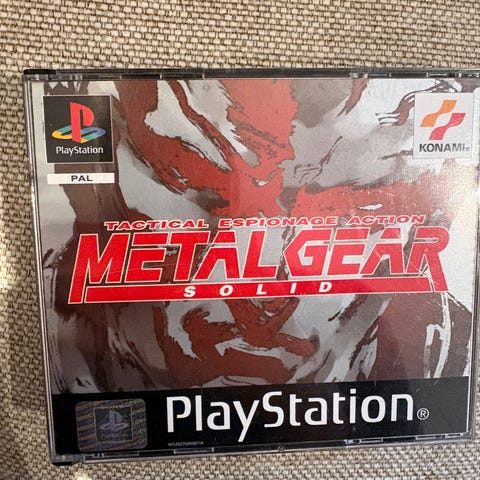 PlayStation
PAL
KONAMI
TACTICAL ESPIONAGE ACTION
METAL GEAR
SOLID
PlayStation®